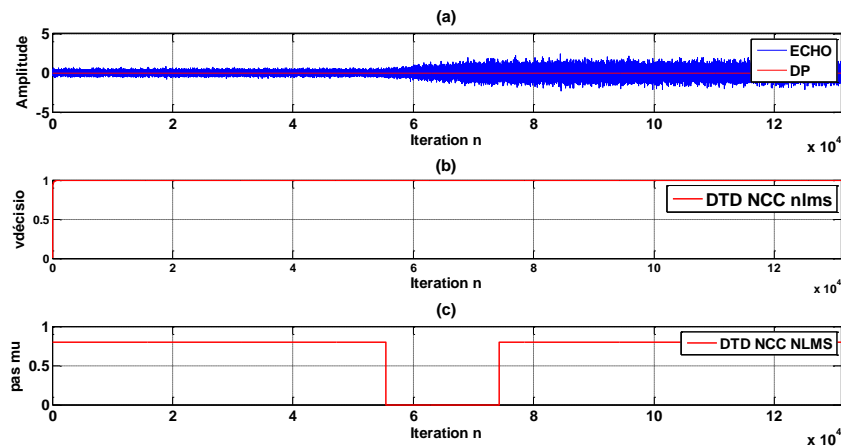 (a)
5
0
-5
Amplitude
ECHO
DP
0 2 4 6 8 10 12
x 10^4
Iteration n
(b)
1
0.5
0
vdécisio
DTD NCC nlms
0 2 4 6 8 10 12
x 10^4
Iteration n
(c)
1
0.5
0
pas mu
DTD NCC NLMS
0 2 4 6 8 10 12
x 10^4
Iteration n